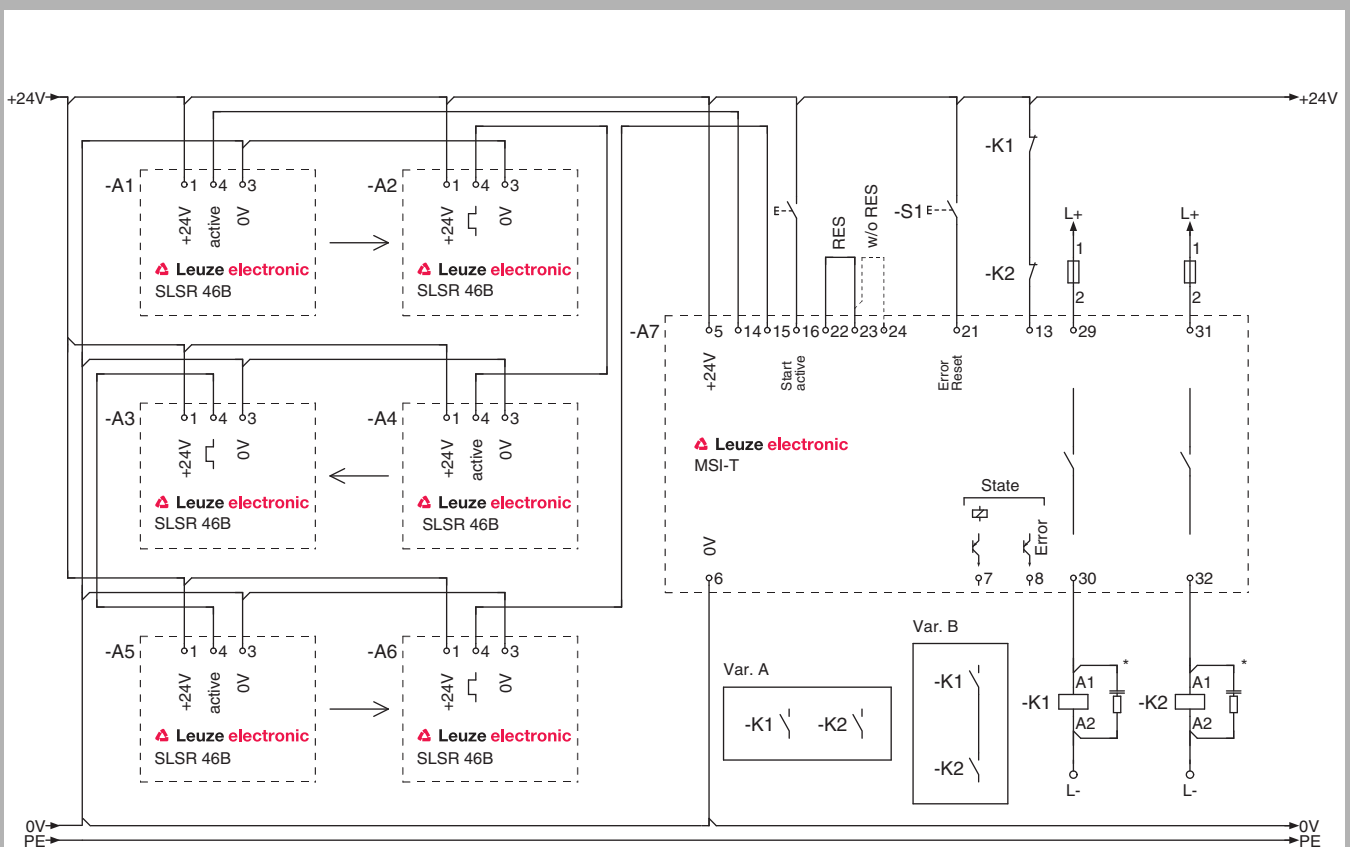 +24V +24V
-A1 1 4 3
+24V active 0V
Leuze electronic
SLSR 46B
-A2 1 4 3
+24V 0V
Leuze electronic
SLSR 46B
-A3 1 4 3
+24V 0V
Leuze electronic
SLSR 46B
-A4 1 4 3
+24V active 0V
Leuze electronic
SLSR 46B
-A5 1 4 3
+24V active 0V
Leuze electronic
SLSR 46B
-A6 1 4 3
+24V 0V
Leuze electronic
SLSR 46B
E
RES
w/o RES
-S1 E
-K1
-K2
L+
1
2
L+
1
2
-A7 5 14 15 16 22 23 24 21 13 29 31
+24V
Start
active
Error
Reset
Leuze electronic
MSI-T
State
Error
0V
6 7 8 30 32
Var. A
-K1 -K2
Var. B
-K1
-K2
-K1 A1 *
A2
L-
-K2 A1 *
A2
L-
0V 0V
PE PE